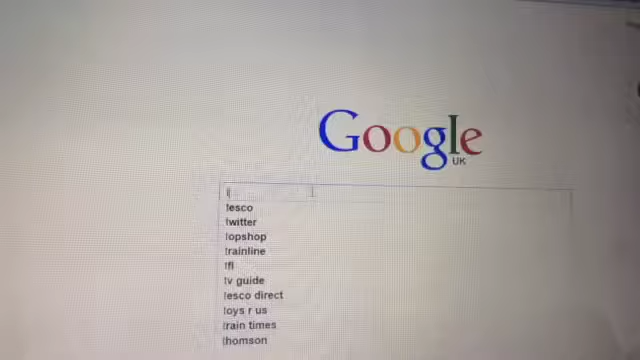 Google
UK
t
tesco
twitter
topshop
trainline
tfl
tv guide
tesco direct
toys r us
train times
thomson